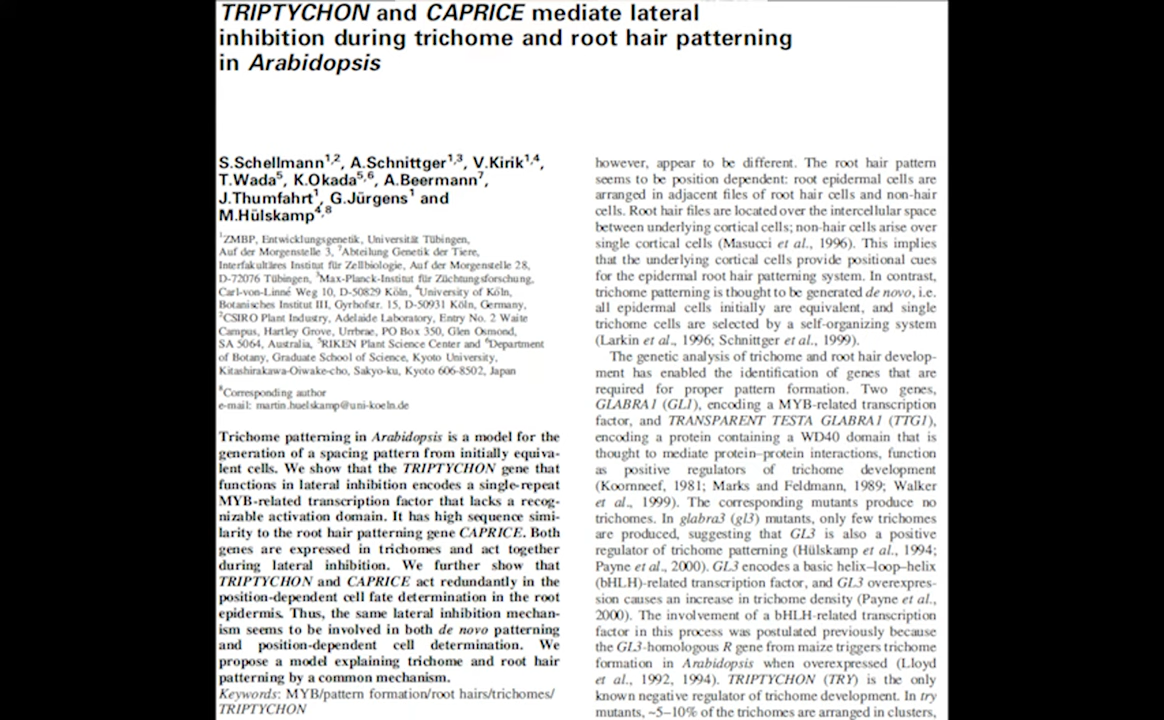 TRIPTYCHON and CAPRICE mediate lateral
inhibition during trichome and root hair patterning
in Arabidopsis
S.Schellmann1,2, A.Schnittger1,3, V.Kirik1,4,
T.Wada5, K.Okada5,6, A.Beermann7,
J.Thumfahrt1, G.Jürgens1 and
M.Hülskamp4,8
1ZMBP, Entwicklungsgenetik, Universität Tübingen,
Auf der Morgenstelle 3, 7Abteilung Genetik der Tiere,
Interfakultäres Institut für Zellbiologie, Auf der Morgenstelle 28,
D-72076 Tübingen, 3Max-Planck-Institut für Züchtungsforschung,
Carl-von-Linné Weg 10, D-50829 Köln, 4University of Köln,
Botanisches Institut III, Gyrhofstr. 15, D-50931 Köln, Germany,
2CSIRO Plant Industry, Adelaide Laboratory, Entry No. 2 Waite
Campus, Hartley Grove, Urrbrae, PO Box 350, Glen Osmond,
SA 5064, Australia, 5RIKEN Plant Science Center and 6Department
of Botany, Graduate School of Science, Kyoto University,
Kitashirakawa-Oiwake-cho, Sakyo-ku, Kyoto 606-8502, Japan
8Corresponding author
e-mail: martin.huelskamp@uni-koeln.de
Trichome patterning in Arabidopsis is a model for the
generation of a spacing pattern from initially equiva-
lent cells. We show that the TRIPTYCHON gene that
functions in lateral inhibition encodes a single-repeat
MYB-related transcription factor that lacks a recog-
nizable activation domain. It has high sequence simi-
larity to the root hair patterning gene CAPRICE. Both
genes are expressed in trichomes and act together
during lateral inhibition. We further show that
TRIPTYCHON and CAPRICE act redundantly in the
position-dependent cell fate determination in the root
epidermis. Thus, the same lateral inhibition mechan-
ism seems to be involved in both de novo patterning
and position-dependent cell determination. We
propose a model explaining trichome and root hair
patterning by a common mechanism.
Keywords: MYB/pattern formation/root hairs/trichomes/
TRIPTYCHON
however, appear to be different. The root hair pattern
seems to be position dependent: root epidermal cells are
arranged in adjacent files of root hair cells and non-hair
cells. Root hair files are located over the intercellular space
between underlying cortical cells; non-hair cells arise over
single cortical cells (Masucci et al., 1996). This implies
that the underlying cortical cells provide positional cues
for the epidermal root hair patterning system. In contrast,
trichome patterning is thought to be generated de novo, i.e.
all epidermal cells initially are equivalent, and single
trichome cells are selected by a self-organizing system
(Larkin et al., 1996; Schnittger et al., 1999).
The genetic analysis of trichome and root hair develop-
ment has enabled the identification of genes that are
required for proper pattern formation. Two genes,
GLABRA1 (GL1), encoding a MYB-related transcription
factor, and TRANSPARENT TESTA GLABRA1 (TTG1),
encoding a protein containing a WD40 domain that is
thought to mediate protein–protein interactions, function
as positive regulators of trichome development
(Koornneef, 1981; Marks and Feldmann, 1989; Walker
et al., 1999). The corresponding mutants produce no
trichomes. In glabra3 (gl3) mutants, only few trichomes
are produced, suggesting that GL3 is also a positive
regulator of trichome patterning (Hülskamp et al., 1994;
Payne et al., 2000). GL3 encodes a basic helix–loop–helix
(bHLH)-related transcription factor, and GL3 overexpres-
sion causes an increase in trichome density (Payne et al.,
2000). The involvement of a bHLH-related transcription
factor in this process was postulated previously because
the GL3-homologous R gene from maize triggers trichome
formation in Arabidopsis when overexpressed (Lloyd
et al., 1992, 1994). TRIPTYCHON (TRY) is the only
known negative regulator of trichome development. In try
mutants, ~5–10% of the trichomes are arranged in clusters,